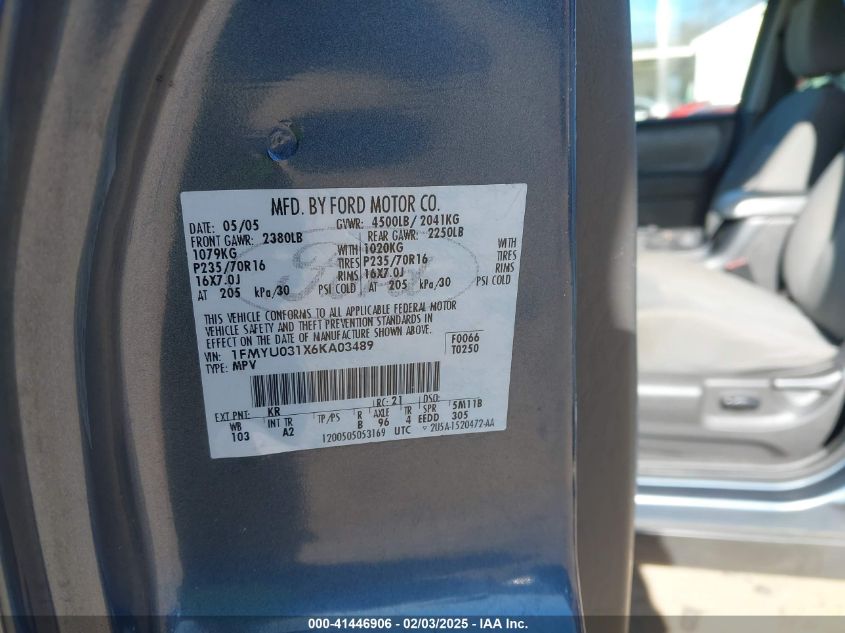 MFD. BY FORD MOTOR CO.
DATE: 05/05 GVWR: 4500LB/ 2041KG
FRONT GAWR: 2380LB REAR GAWR: 2250LB
1079KG WITH 1020KG WITH
P235/70R16 TIRES P235/70R16 TIRES
16X7.0J RIMS 16X7.0J RIMS
AT 205 kPa/30 PSI COLD AT 205 kPa/30 PSI COLD
THIS VEHICLE CONFORMS TO ALL APPLICABLE FEDERAL MOTOR
VEHICLE SAFETY AND THEFT PREVENTION STANDARDS IN
EFFECT ON THE DATE OF MANUFACTURE SHOWN ABOVE.
VIN: 1FMYU031X6KA03489 F0066
TYPE: MPV T0250
RC: 21 DSO:
EXT PNT: KR 5M11B
WB INT TR TP/PS R AXLE TR SPR
103 A2 B 96 4 EEDD 305
1200505053169 UTC 2U5A-1520472-AA
Ford
000-41446906 - 02/03/2025 - IAAI.com